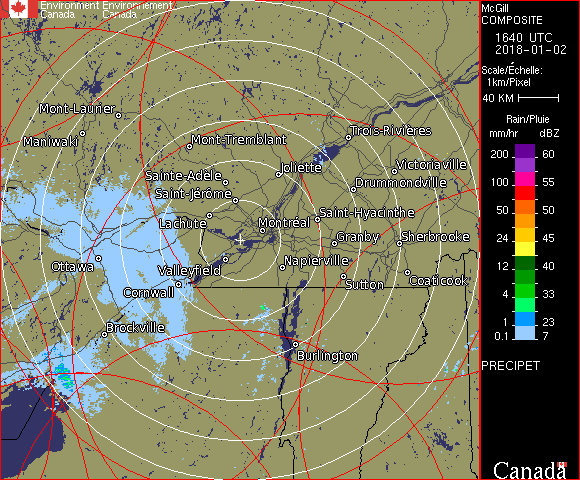 Environment Environnement
Canada Canada
McGill
COMPOSITE
1640 UTC
2018-01-02
Scale/Échelle:
1km/Pixel
40 KM
Rain/Pluie
mm/hr dBZ
200 60
100 55
50 50
24 45
12 40
4 33
1 23
0.1 7
PRECIPET
Canada
Mont-Laurier
Maniwaki
Mont-Tremblant
Trois-Rivières
Sainte-Adèle
Joliette
Victoriaville
Saint-Jérôme
Drummondville
Lachute
Montréal
Saint-Hyacinthe
Granby
Sherbrooke
Ottawa
Valleyfield
Napierville
Cornwall
Sutton
Coaticook
Brockville
Burlington